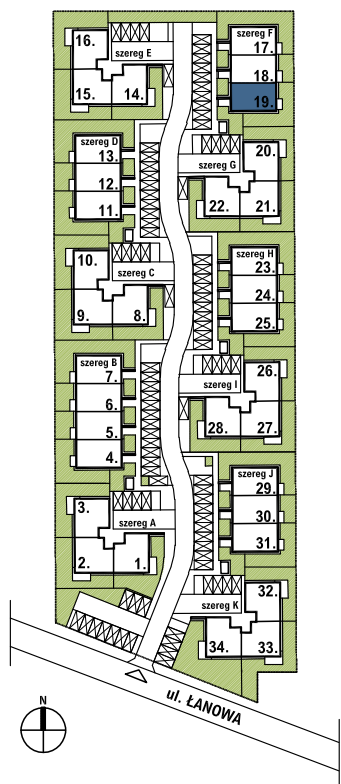 16.
szereg E
15.
14.
szereg F
17.
18.
19.
szereg D
13.
12.
11.
20.
szereg G
22.
21.
10.
szereg C
9.
8.
szereg H
23.
24.
25.
szereg B
7.
6.
5.
4.
26.
szereg I
28.
27.
3.
szereg A
2.
1.
szereg J
29.
30.
31.
32.
szereg K
34.
33.
ul. ŁANOWA
N